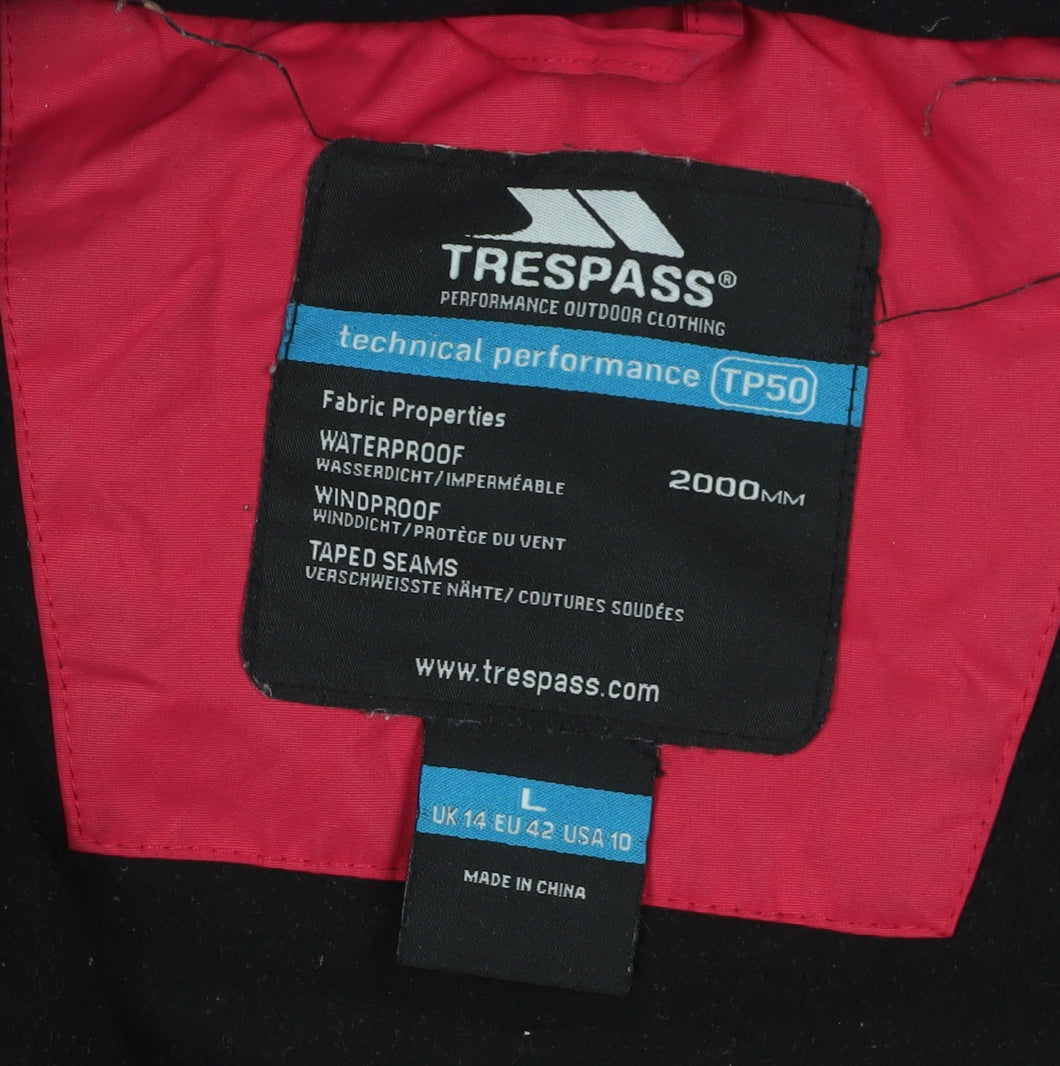 TRESPASS®
PERFORMANCE OUTDOOR CLOTHING
technical performance TP50
Fabric Properties
WATERPROOF
WASSERDICHT/IMPERMÉABLE
2000MM
WINDPROOF
WINDDICHT/PROTÈGE DU VENT
TAPED SEAMS
VERSCHWEISSTE NÄHTE/ COUTURES SOUDÉES
www.trespass.com
L
UK 14 EU 42 USA 10
MADE IN CHINA